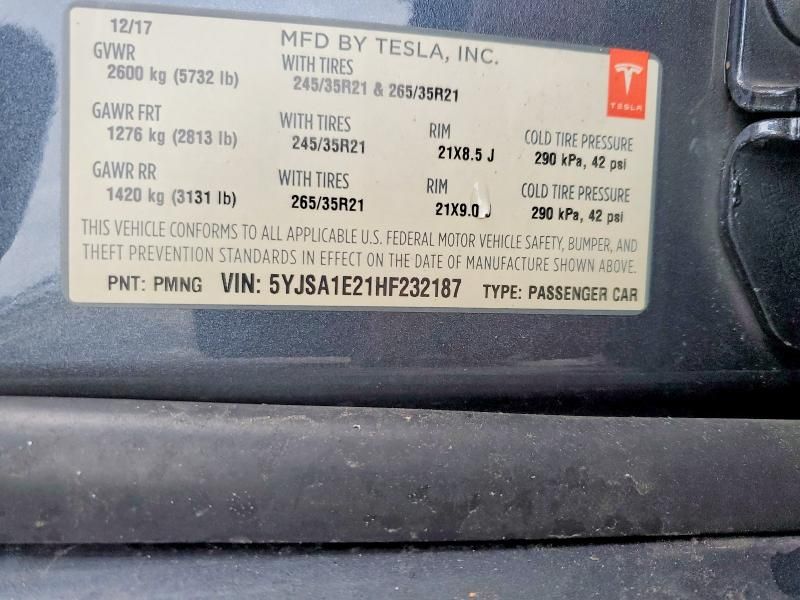 12/17
MFD BY TESLA, INC.
GVWR
2600 kg (5732 lb)
WITH TIRES
245/35R21 & 265/35R21
TESLA
GAWR FRT
1276 kg (2813 lb)
WITH TIRES
245/35R21
RIM
21X8.5 J
COLD TIRE PRESSURE
290 kPa, 42 psi
GAWR RR
1420 kg (3131 lb)
WITH TIRES
265/35R21
RIM
21X9.0 J
COLD TIRE PRESSURE
290 kPa, 42 psi
THIS VEHICLE CONFORMS TO ALL APPLICABLE U.S. FEDERAL MOTOR VEHICLE SAFETY, BUMPER, AND
THEFT PREVENTION STANDARDS IN EFFECT ON THE DATE OF MANUFACTURE SHOWN ABOVE.
PNT: PMNG VIN: 5YJSA1E21HF232187 TYPE: PASSENGER CAR